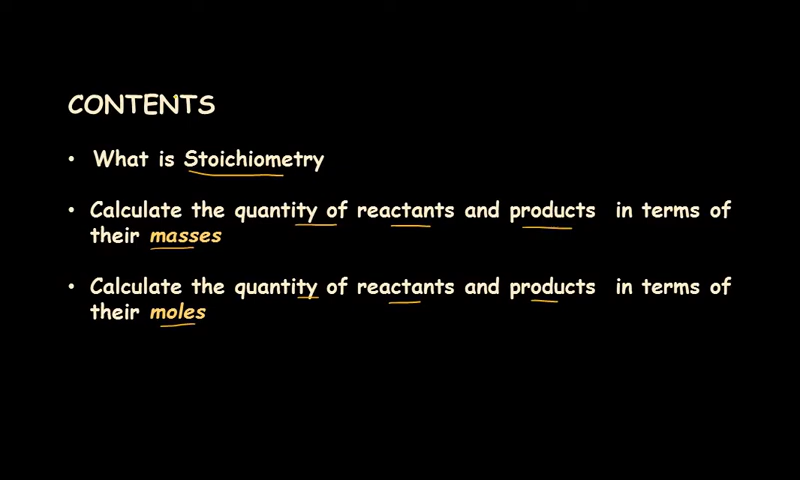 CONTENTS
• What is Stoichiometry
• Calculate the quantity of reactants and products in terms of
their masses
• Calculate the quantity of reactants and products in terms of
their moles